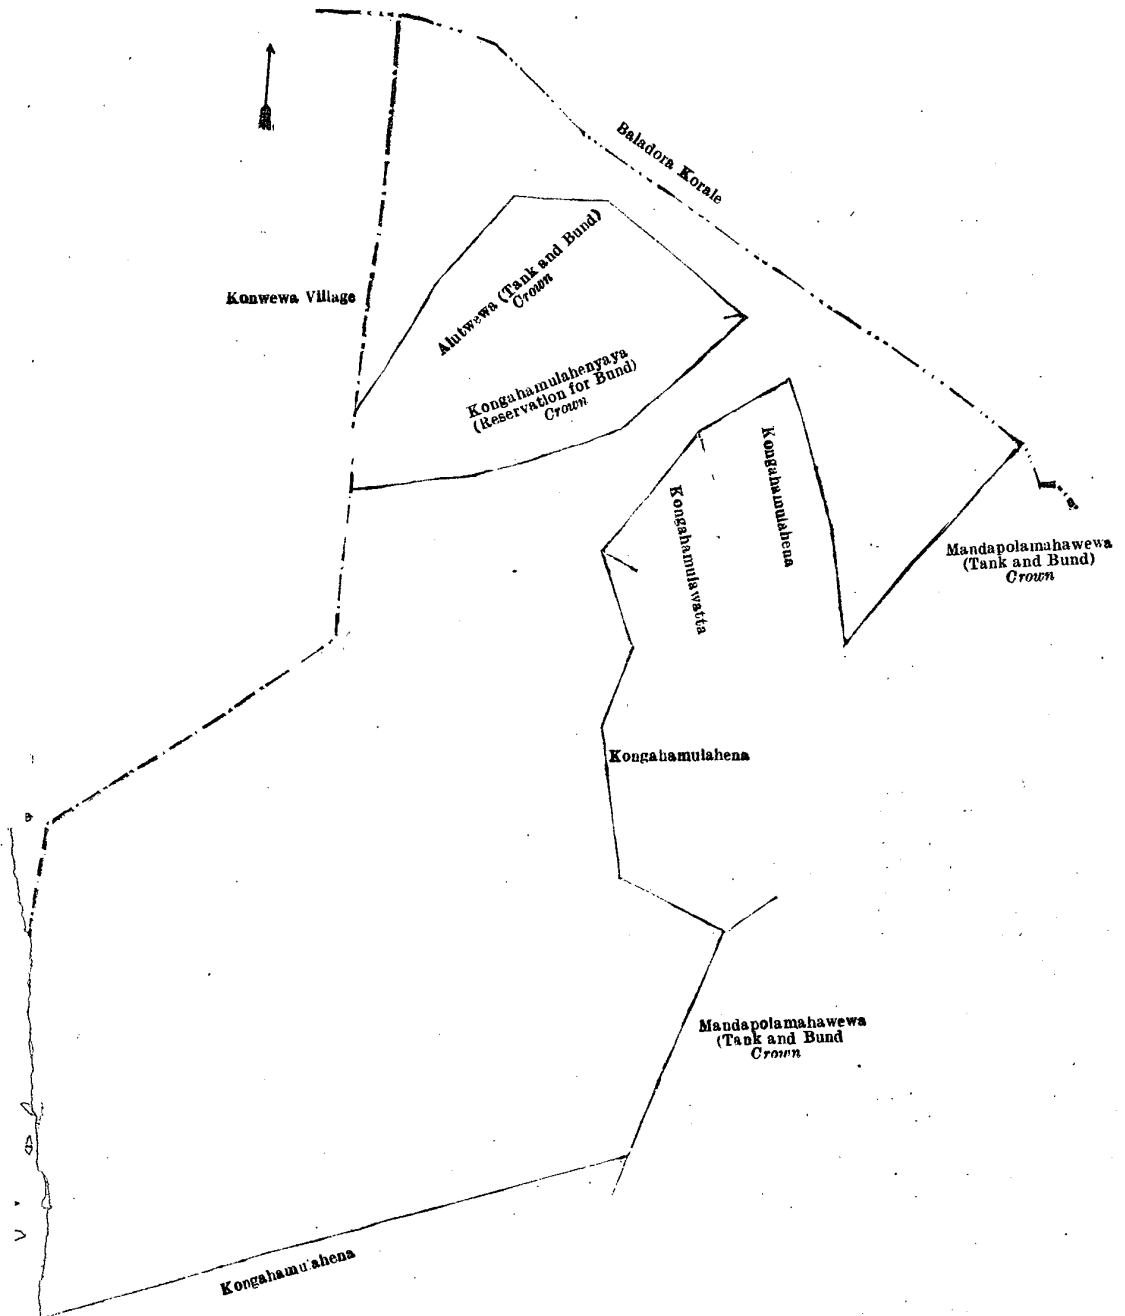 Baladora Korale
Konwewa Village
Alutwewa (Tank and Bund)
Crown
Kongahamulahenyaya
(Reservation for Bund)
Crown
Kongahamulahena
Kongahamulawatta
Mandapolamahawewa
(Tank and Bund)
Crown
Kongahamulahena
Mandapolamahawewa
(Tank and Bund
Crown
Kongahamulahena